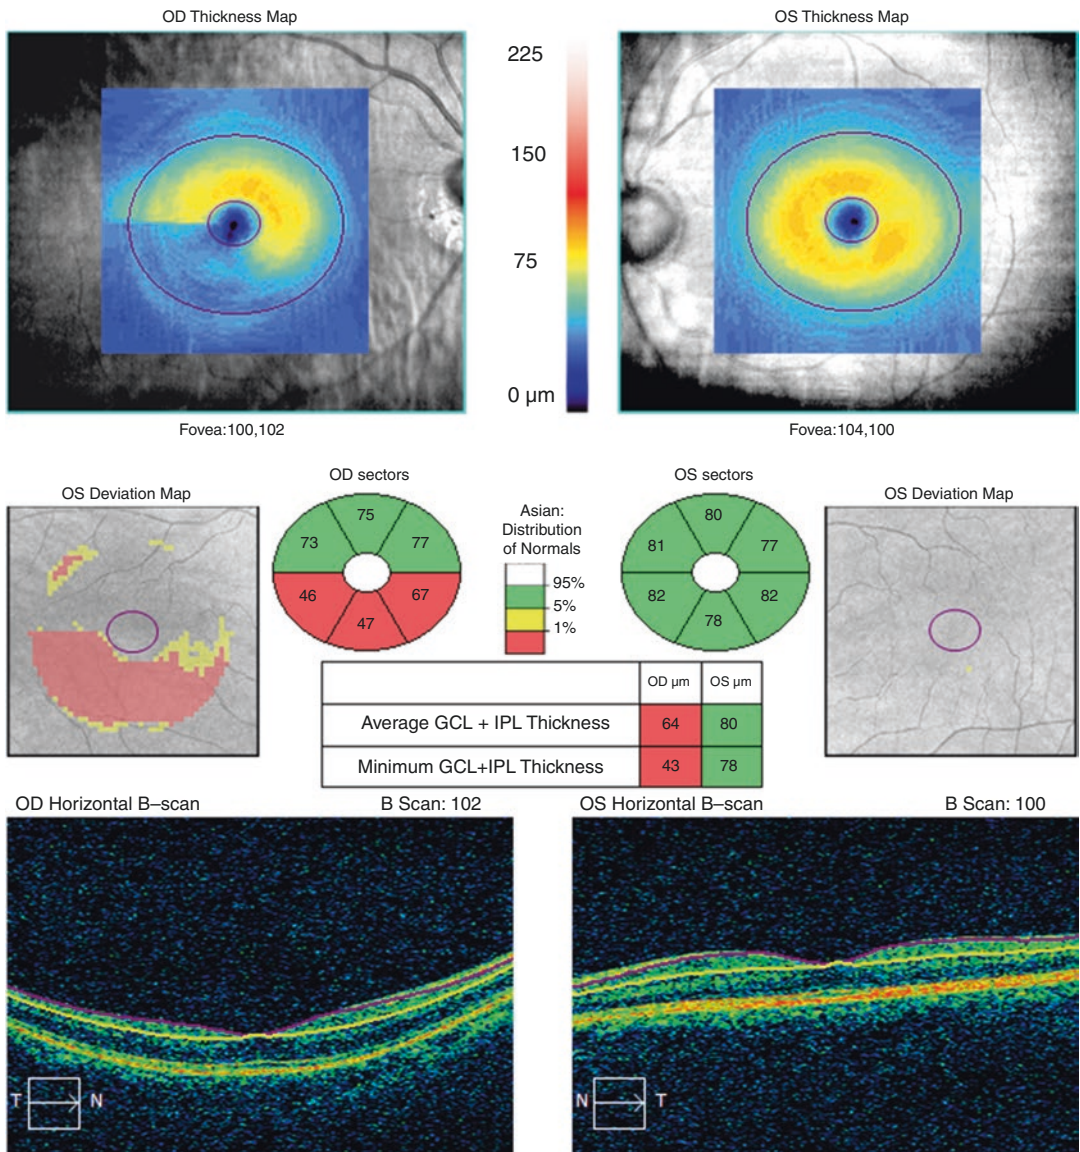 OD Thickness Map
OS Thickness Map
225
150
75
0 µm
Fovea:100,102
Fovea:104,100
OS Deviation Map
OD sectors
75
73
77
46
67
47
Asian:
Distribution
of Normals
95%
5%
1%
OS sectors
80
81
77
82
82
78
OS Deviation Map
OD µm
OS µm
Average GCL + IPL Thickness
64
80
Minimum GCL+IPL Thickness
43
78
OD Horizontal B–scan
B Scan: 102
OS Horizontal B–scan
B Scan: 100
T
N
N
T